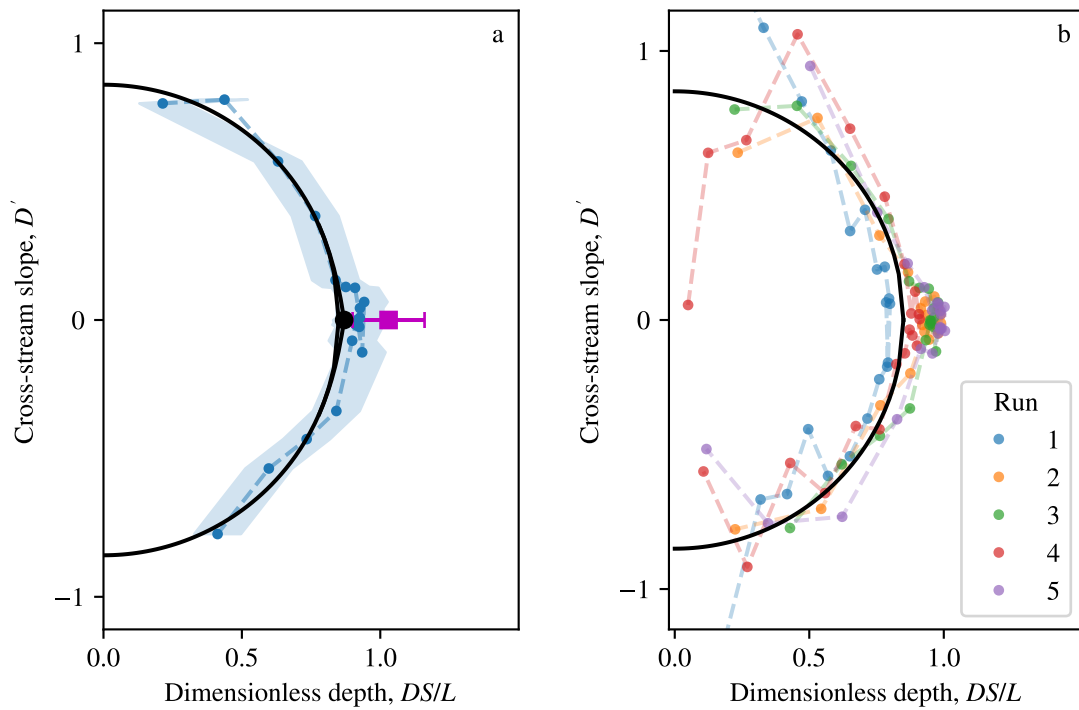 a
1
0
−1
Cross-stream slope, D′
0.0 0.5 1.0
Dimensionless depth, DS/L
b
1
0
−1
Cross-stream slope, D′
0.0 0.5 1.0
Dimensionless depth, DS/L
Run
1
2
3
4
5